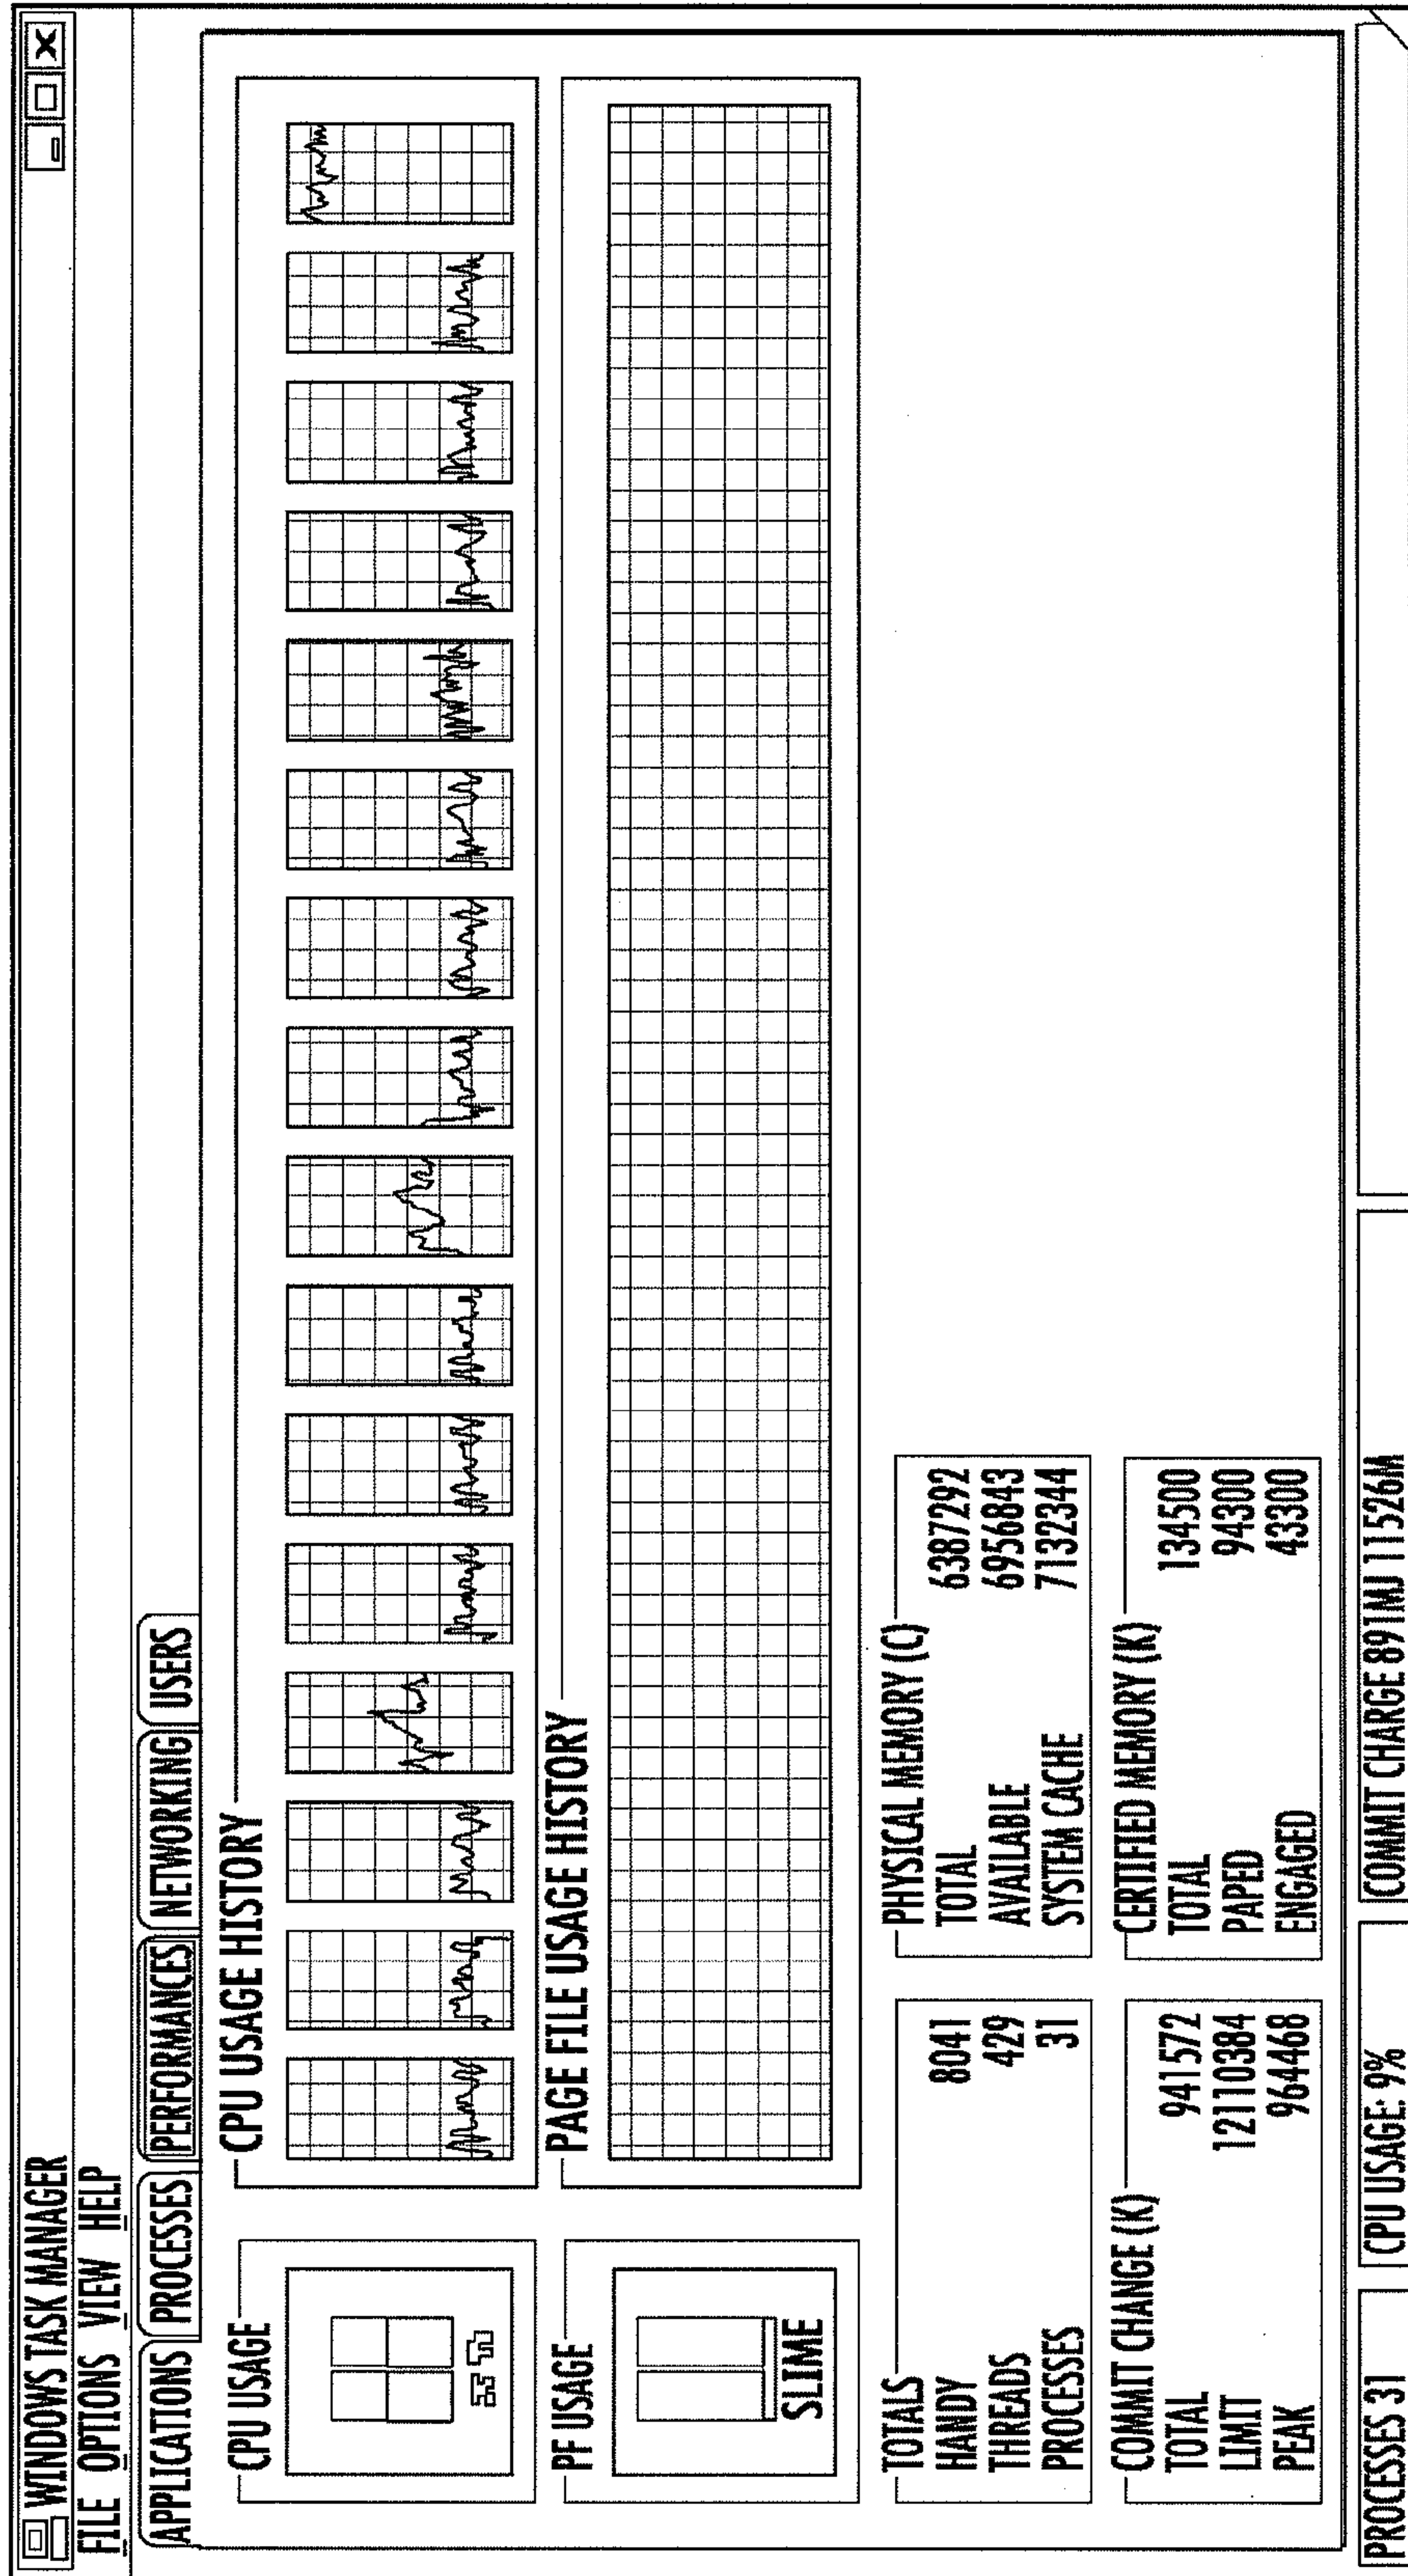 WINDOWS TASK MANAGER
FILE OPTIONS VIEW HELP
APPLICATIONS PROCESSES PERFORMANCES NETWORKING USERS
CPU USAGE
CPU USAGE HISTORY
PF USAGE
SLIME
PAGE FILE USAGE HISTORY
TOTALS
HANDY 8041
THREADS 429
PROCESSES 31
PHYSICAL MEMORY (C)
TOTAL 6387292
AVAILABLE 6956843
SYSTEM CACHE 7132344
COMMIT CHANGE (K)
TOTAL 941572
LIMIT 12110384
PEAK 964468
CERTIFIED MEMORY (K)
TOTAL 134500
PAPED 94300
ENGAGED 43300
PROCESSES 31 CPU USAGE: 9% COMMIT CHARGE 891MJ 11526M